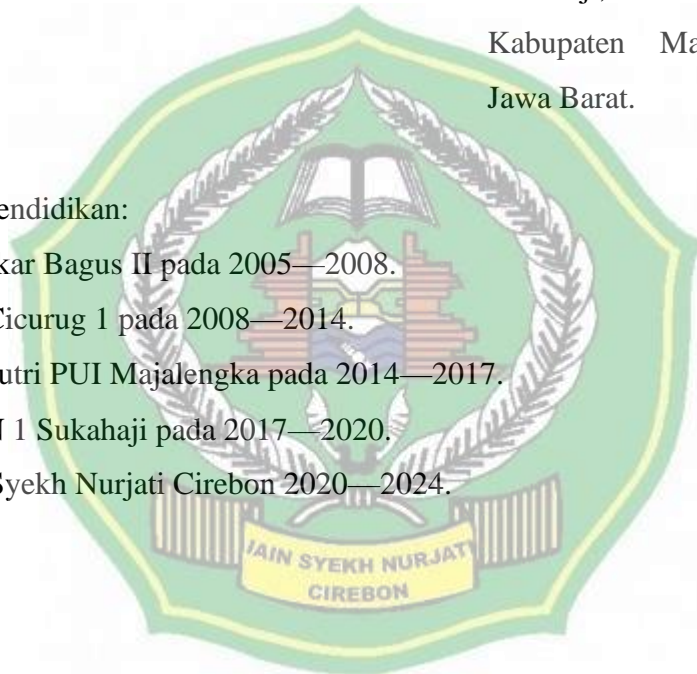 Kabupaten Ma
Jawa Barat.
endidikan:
kar Bagus II pada 2005—2008.
Cicurug 1 pada 2008—2014.
utri PUI Majalengka pada 2014—2017.
1 Sukahaji pada 2017—2020.
Syekh Nurjati Cirebon 2020—2024.
IAIN SYEKH NURJATI
CIREBON